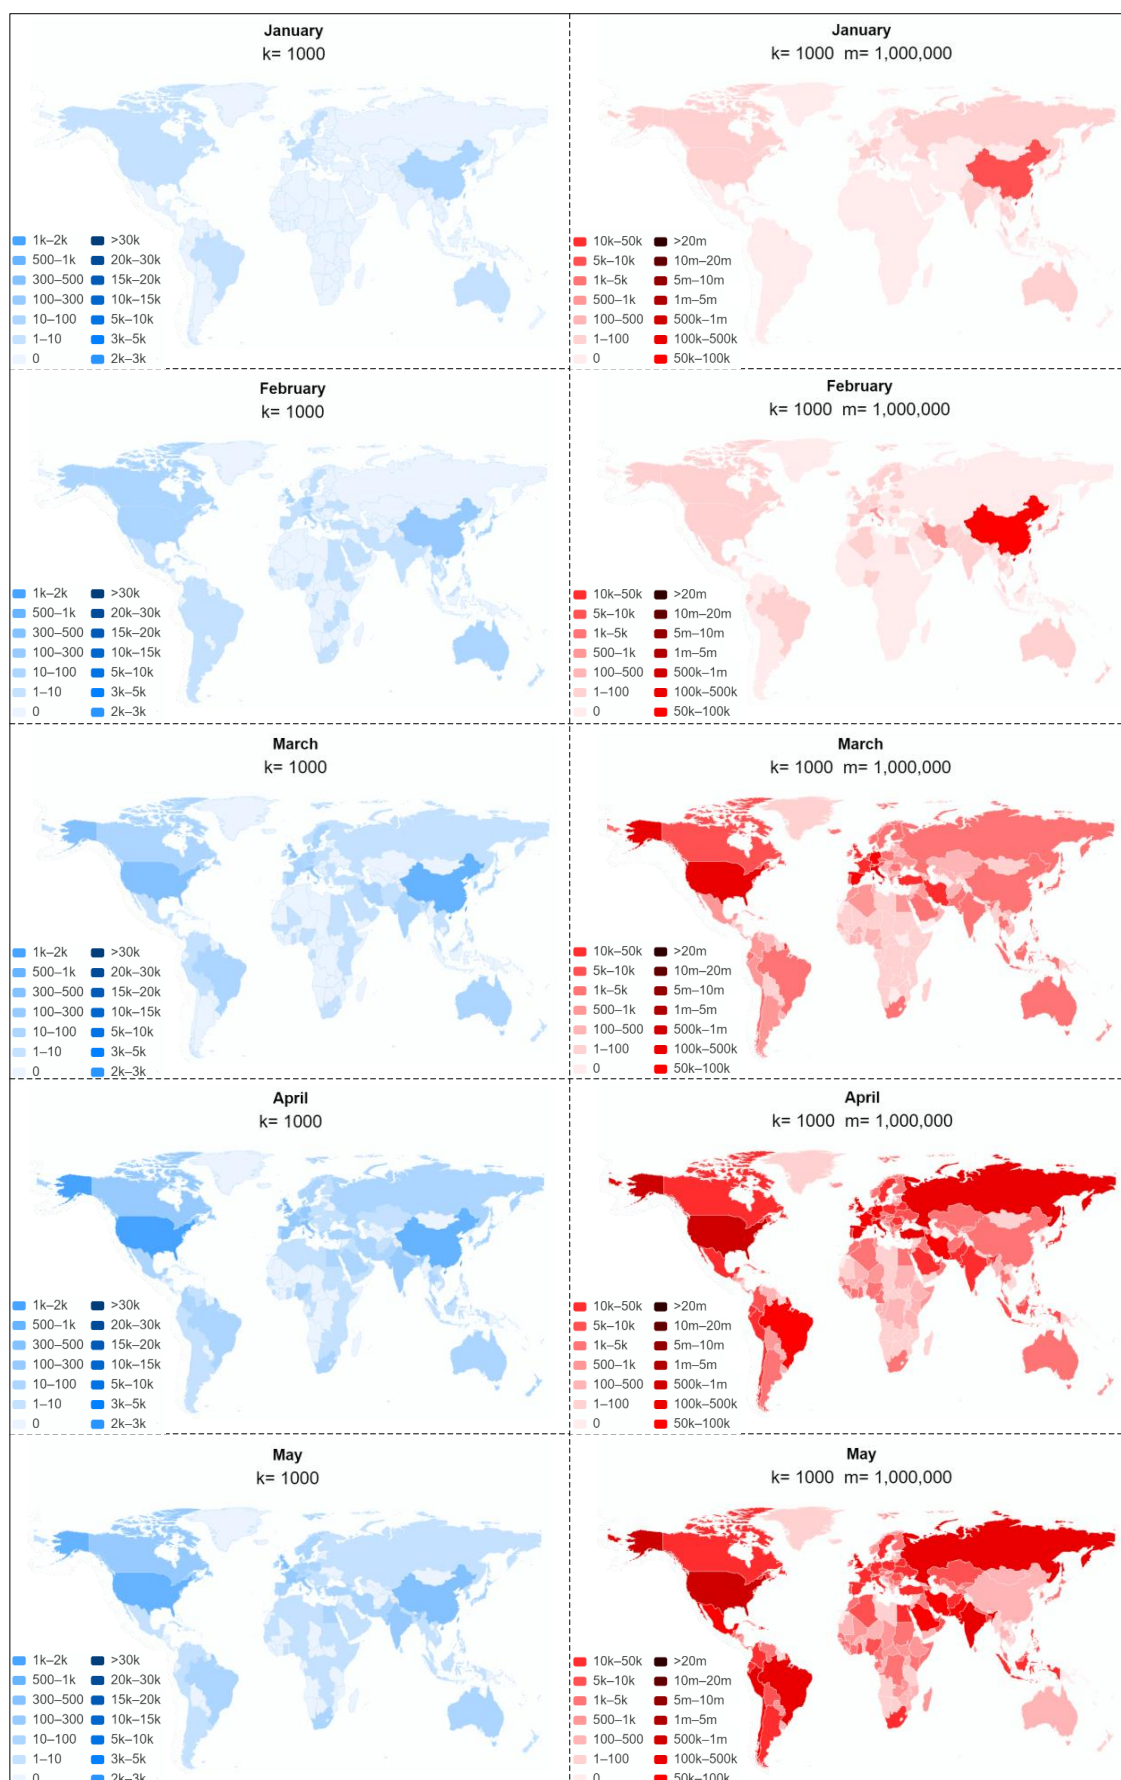 January
k= 1000
1k–2k >30k
500–1k 20k–30k
300–500 15k–20k
100–300 10k–15k
10–100 5k–10k
1–10 3k–5k
0 2k–3k
January
k= 1000 m= 1,000,000
10k–50k >20m
5k–10k 10m–20m
1k–5k 5m–10m
500–1k 1m–5m
100–500 500k–1m
1–100 100k–500k
0 50k–100k
February
k= 1000
1k–2k >30k
500–1k 20k–30k
300–500 15k–20k
100–300 10k–15k
10–100 5k–10k
1–10 3k–5k
0 2k–3k
February
k= 1000 m= 1,000,000
10k–50k >20m
5k–10k 10m–20m
1k–5k 5m–10m
500–1k 1m–5m
100–500 500k–1m
1–100 100k–500k
0 50k–100k
March
k= 1000
1k–2k >30k
500–1k 20k–30k
300–500 15k–20k
100–300 10k–15k
10–100 5k–10k
1–10 3k–5k
0 2k–3k
March
k= 1000 m= 1,000,000
10k–50k >20m
5k–10k 10m–20m
1k–5k 5m–10m
500–1k 1m–5m
100–500 500k–1m
1–100 100k–500k
0 50k–100k
April
k= 1000
1k–2k >30k
500–1k 20k–30k
300–500 15k–20k
100–300 10k–15k
10–100 5k–10k
1–10 3k–5k
0 2k–3k
April
k= 1000 m= 1,000,000
10k–50k >20m
5k–10k 10m–20m
1k–5k 5m–10m
500–1k 1m–5m
100–500 500k–1m
1–100 100k–500k
0 50k–100k
May
k= 1000
1k–2k >30k
500–1k 20k–30k
300–500 15k–20k
100–300 10k–15k
10–100 5k–10k
1–10 3k–5k
0 2k–3k
May
k= 1000 m= 1,000,000
10k–50k >20m
5k–10k 10m–20m
1k–5k 5m–10m
500–1k 1m–5m
100–500 500k–1m
1–100 100k–500k
0 50k–100k